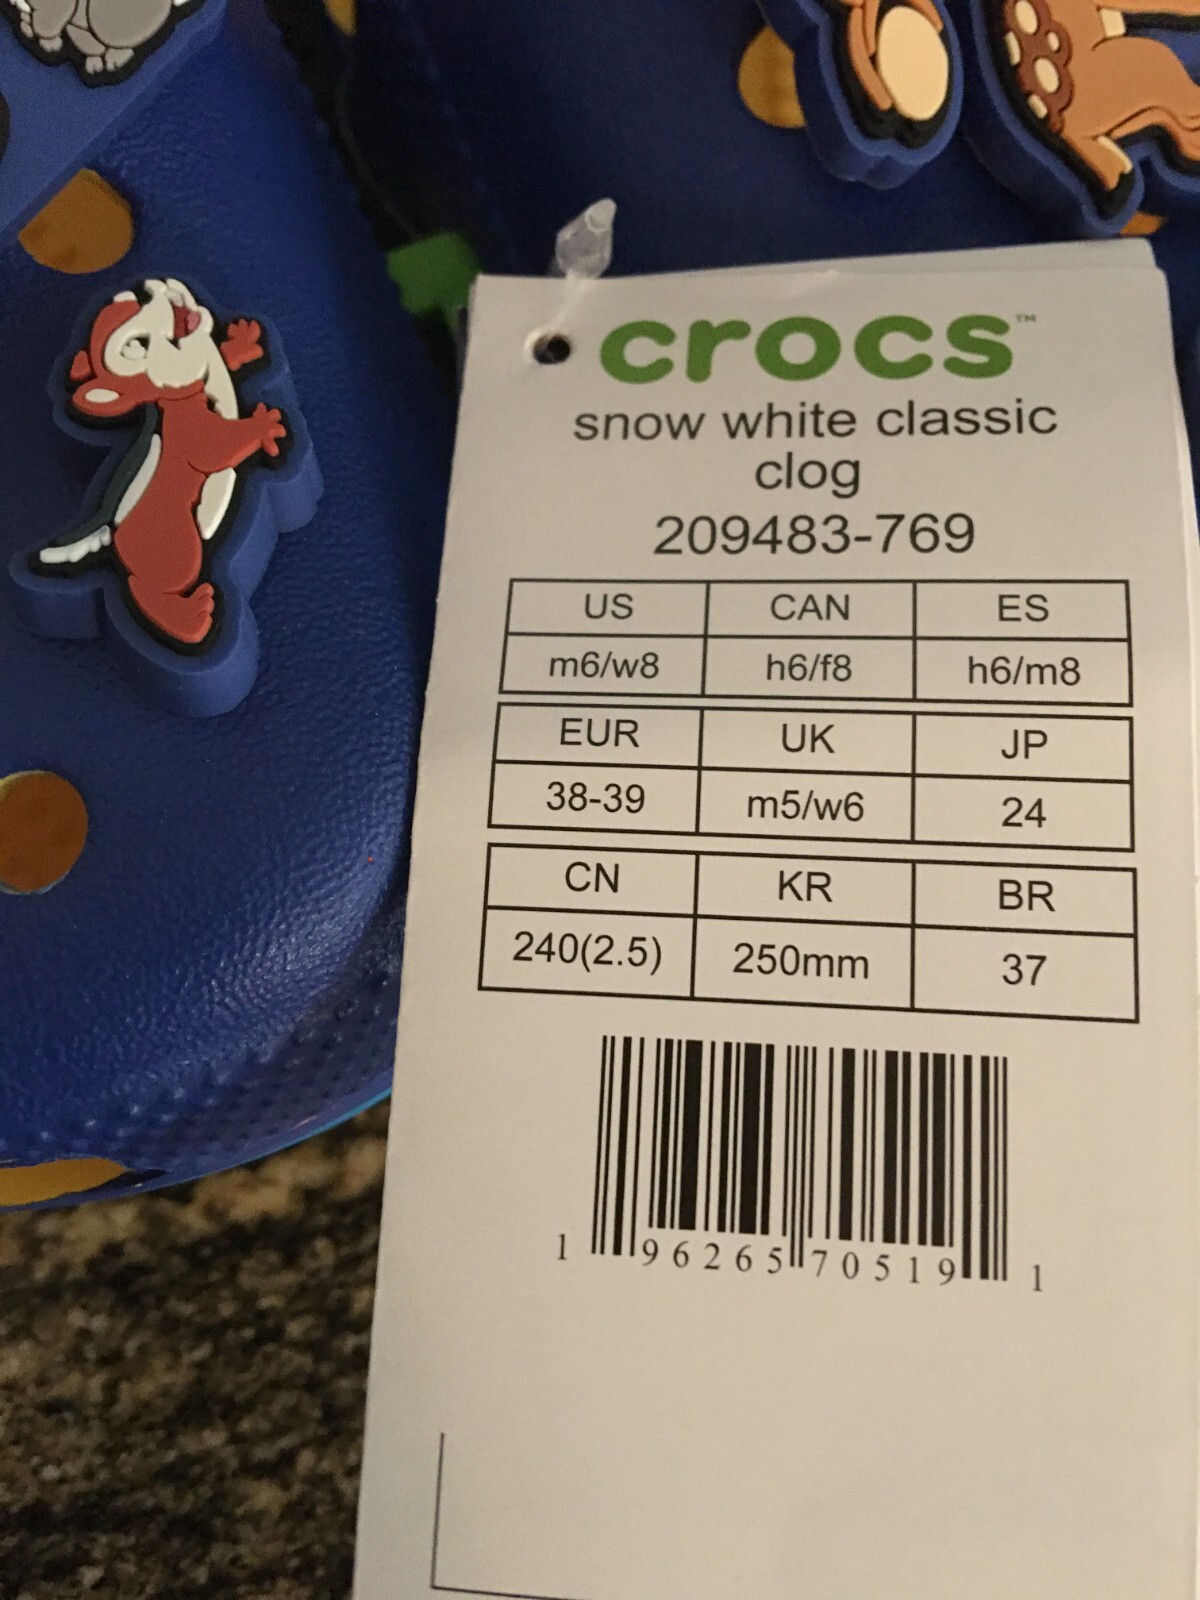 crocs™
snow white classic
clog
209483-769
US CAN ES
m6/w8 h6/f8 h6/m8
EUR UK JP
38-39 m5/w6 24
CN KR BR
240(2.5) 250mm 37
1 96265 70519 1